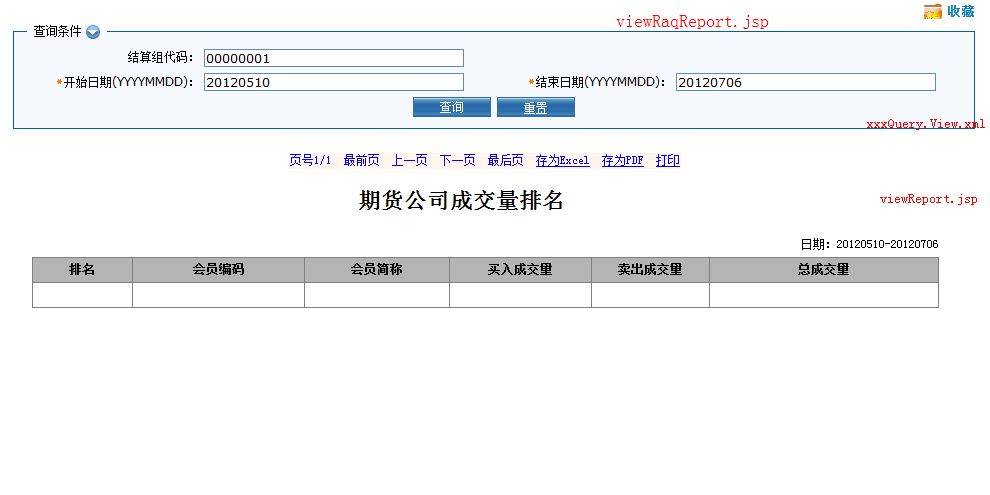 viewRaqReport.jsp
收藏
查询条件
结算组代码： 00000001
*开始日期(YYYYMMDD)： 20120510 *结束日期(YYYYMMDD)： 20120706
查询 重置
xxxQuery.View.xml
页号1/1 最前页 上一页 下一页 最后页 存为Excel 存为PDF 打印
期货公司成交量排名
viewReport.jsp
日期：20120510-20120706
排名 会员编码 会员简称 买入成交量 卖出成交量 总成交量